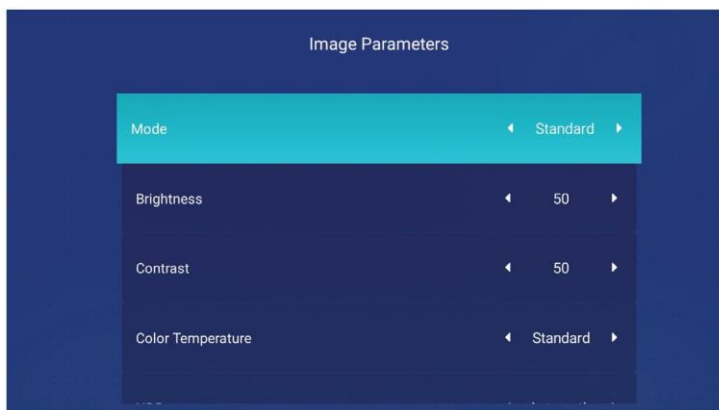 Image Parameters
Mode Standard
Brightness 50
Contrast 50
Color Temperature Standard